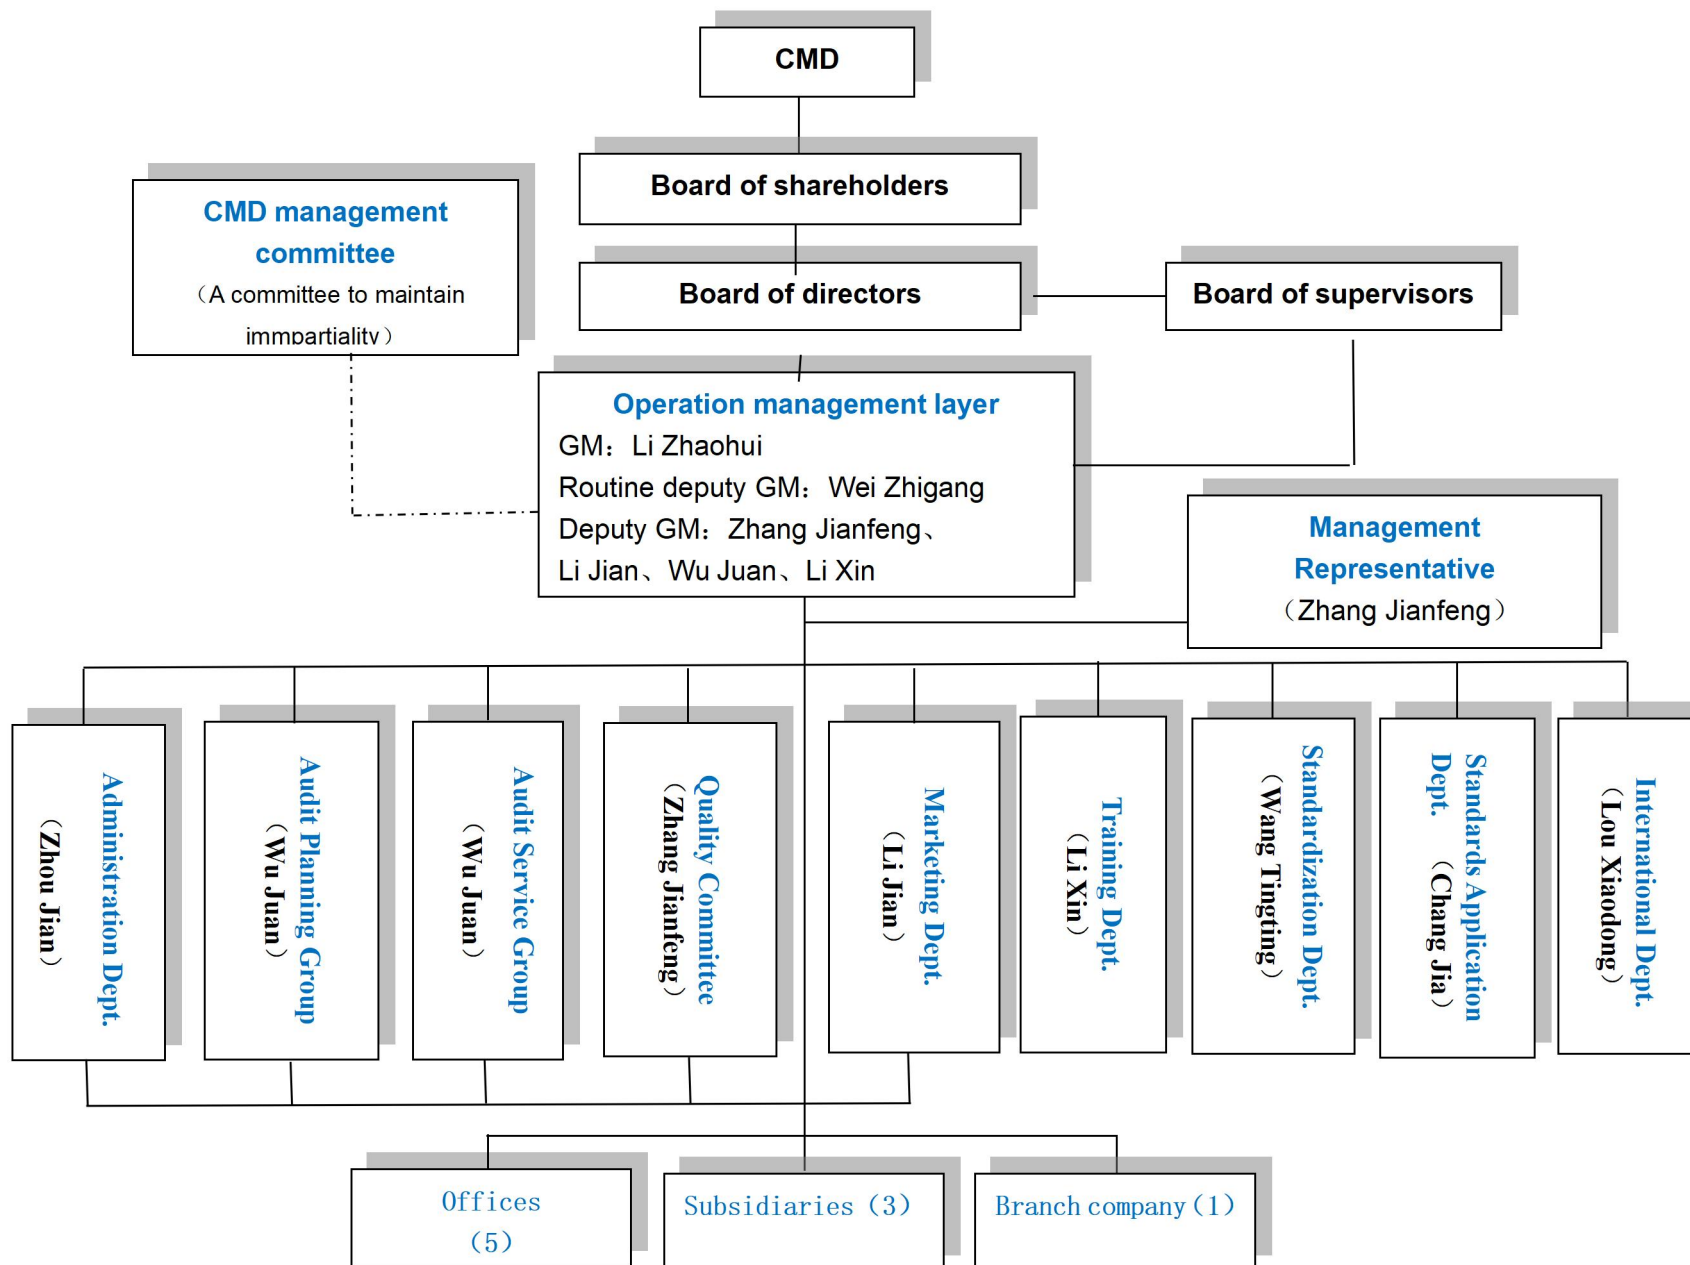 CMD
Board of shareholders
CMD management
committee
（A committee to maintain
immpartiality）
Board of directors
Board of supervisors
Operation management layer
GM：Li Zhaohui
Routine deputy GM：Wei Zhigang
Deputy GM：Zhang Jianfeng、
Li Jian、Wu Juan、Li Xin
Management
Representative
（Zhang Jianfeng）
Administration Dept.
（Zhou Jian）
Audit Planning Group
（Wu Juan）
Audit Service Group
（Wu Juan）
Quality Committee
（Zhang Jianfeng）
Marketing Dept.
（Li Jian）
Training Dept.
（Li Xin）
Standardization Dept.
（Wang Tingting）
Standards Application
Dept. （Chang Jia）
International Dept.
（Lou Xiaodong）
Offices
（5）
Subsidiaries（3）
Branch company（1）